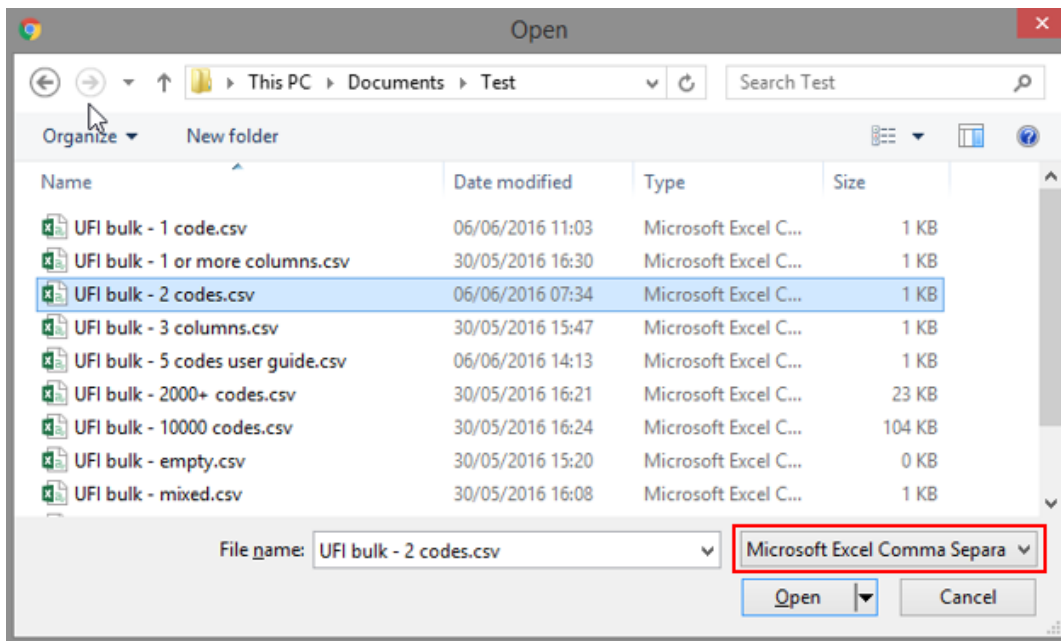 Open
This PC Documents Test Search Test
Organize New folder
Name Date modified Type Size
UFI bulk - 1 code.csv 06/06/2016 11:03 Microsoft Excel C... 1 KB
UFI bulk - 1 or more columns.csv 30/05/2016 16:30 Microsoft Excel C... 1 KB
UFI bulk - 2 codes.csv 06/06/2016 07:34 Microsoft Excel C... 1 KB
UFI bulk - 3 columns.csv 30/05/2016 15:47 Microsoft Excel C... 1 KB
UFI bulk - 5 codes user guide.csv 06/06/2016 14:13 Microsoft Excel C... 1 KB
UFI bulk - 2000+ codes.csv 30/05/2016 16:21 Microsoft Excel C... 23 KB
UFI bulk - 10000 codes.csv 30/05/2016 16:24 Microsoft Excel C... 104 KB
UFI bulk - empty.csv 30/05/2016 15:20 Microsoft Excel C... 0 KB
UFI bulk - mixed.csv 30/05/2016 16:08 Microsoft Excel C... 1 KB
File name: UFI bulk - 2 codes.csv Microsoft Excel Comma Separa
Open Cancel